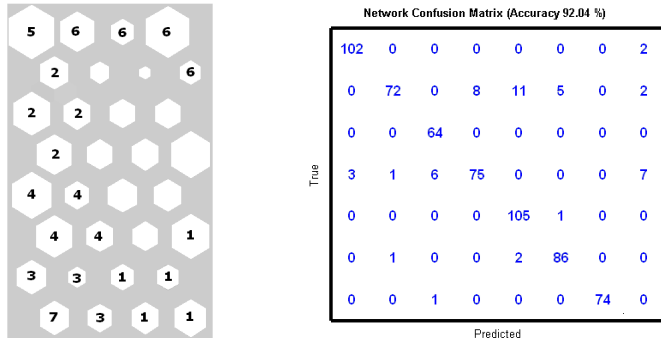 5 6 6 6
2 6
2 2
2
4 4
4 4 1
3 3 1 1
7 3 1 1
Network Confusion Matrix (Accuracy 92.04 %)
102 0 0 0 0 0 0 2
0 72 0 8 11 5 0 2
0 0 64 0 0 0 0 0
3 1 6 75 0 0 0 7
0 0 0 0 105 1 0 0
0 1 0 0 2 86 0 0
0 0 1 0 0 0 74 0
True
Predicted